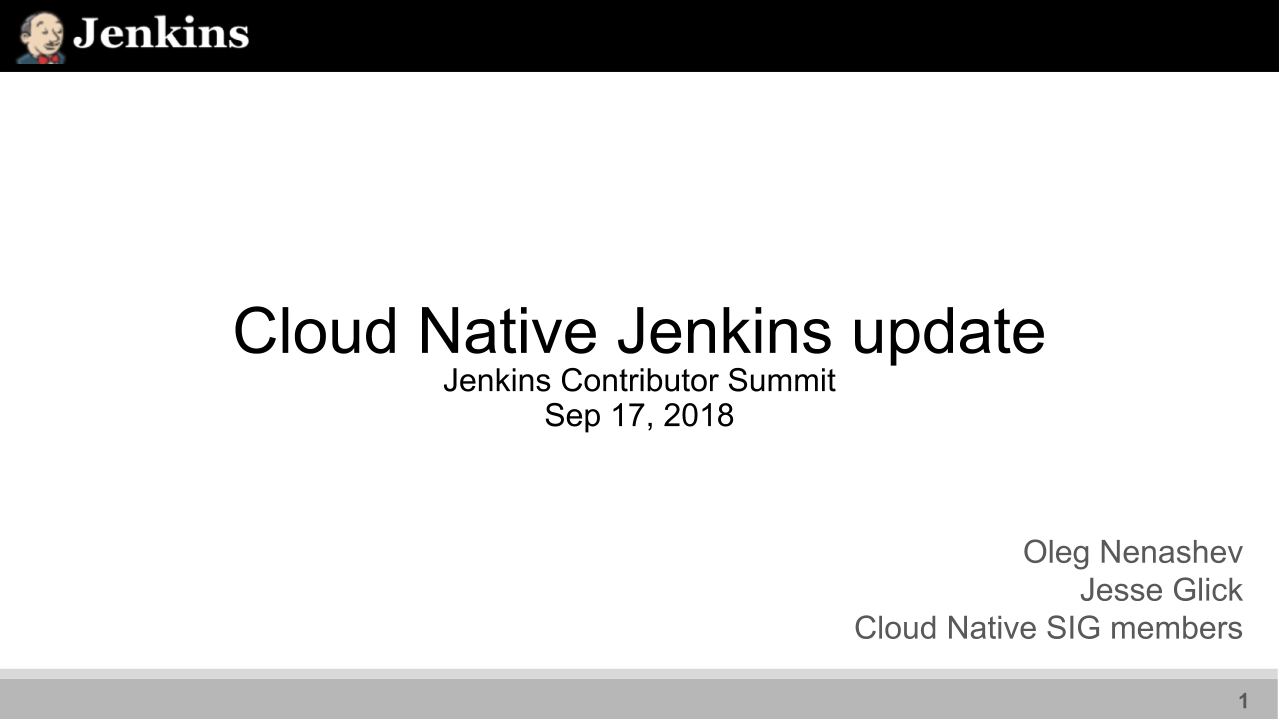 Jenkins
Cloud Native Jenkins update
Jenkins Contributor Summit
Sep 17, 2018
Oleg Nenashev
Jesse Glick
Cloud Native SIG members
1